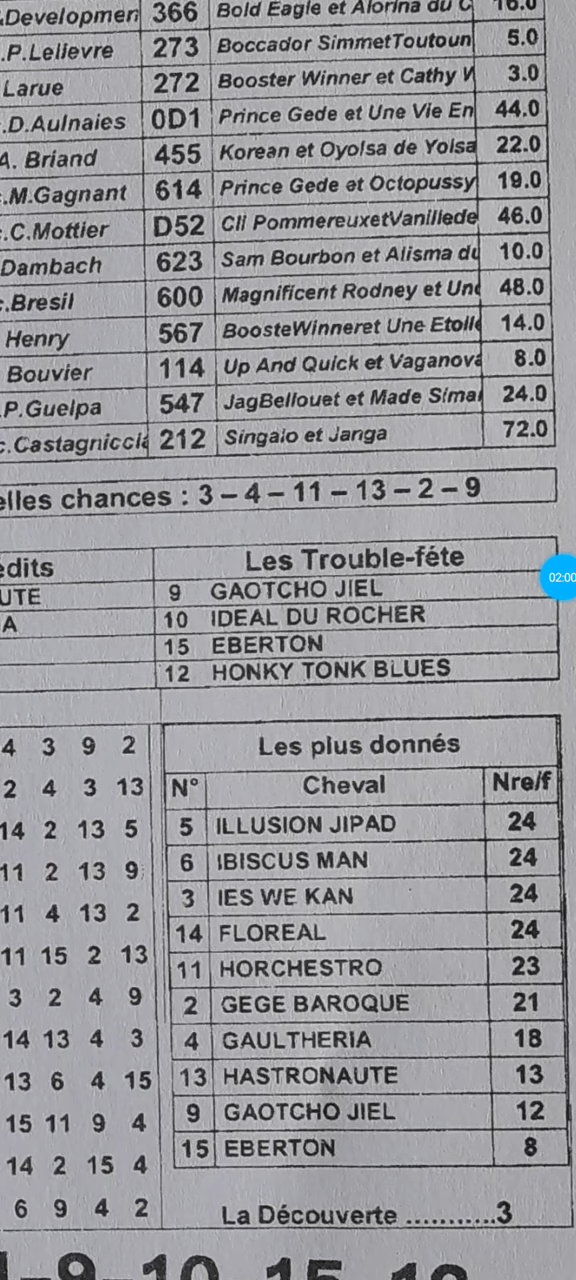 366 Bold Eagle et Alorina du C 16.0
.P.Lelievre 273 Boccador SimmetToutoun 5.0
Larue 272 Booster Winner et Cathy W 3.0
.D.Aulnaies 0D1 Prince Gede et Une Vie En 44.0
A. Briand 455 Korean et Oyolsa de Yolsa 22.0
.M.Gagnant 614 Prince Gede et Octopussy 19.0
.C.Mottier D52 Cli PommereuxetVanillede 46.0
Dambach 623 Sam Bourbon et Alisma du 10.0
c.Bresil 600 Magnificent Rodney et Und 48.0
Henry 567 BoosteWinneret Une Etoile 14.0
Bouvier 114 Up And Quick et Vaganova 8.0
.P.Guelpa 547 JagBellouet et Made Simal 24.0
c.Castagniccia 212 Singalo et Janga 72.0
elles chances : 3 – 4 – 11 – 13 – 2 – 9
édits Les Trouble-féte
UTE 9 GAOTCHO JIEL
A 10 IDEAL DU ROCHER
15 EBERTON
12 HONKY TONK BLUES
02:00
4 3 9 2 Les plus donnés
2 4 3 13 N° Cheval Nre/f
14 2 13 5 5 ILLUSION JIPAD 24
11 2 13 9 6 IBISCUS MAN 24
11 4 13 2 3 IES WE KAN 24
14 FLOREAL 24
11 15 2 13 11 HORCHESTRO 23
3 2 4 9 2 GEGE BAROQUE 21
14 13 4 3 4 GAULTHERIA 18
13 6 4 15 13 HASTRONAUTE 13
15 11 9 4 9 GAOTCHO JIEL 12
14 2 15 4 15 EBERTON 8
6 9 4 2 La Découverte ...........3